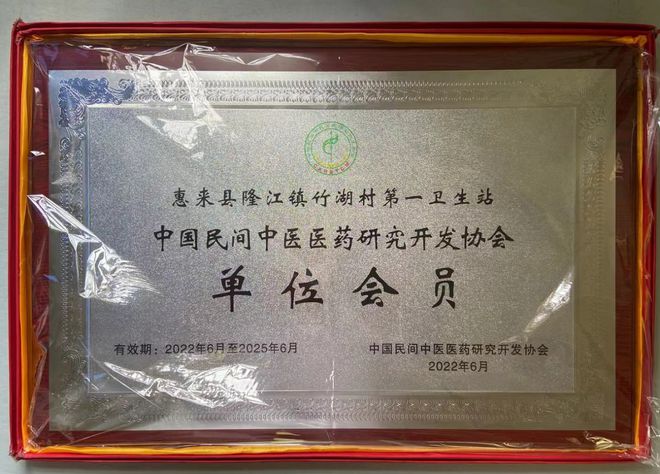 惠来县隆江镇竹湖村第一卫生站
中国民间中医医药研究开发协会
单位会员
有效期：2022年6月至2025年6月
中国民间中医医药研究开发协会
2022年6月